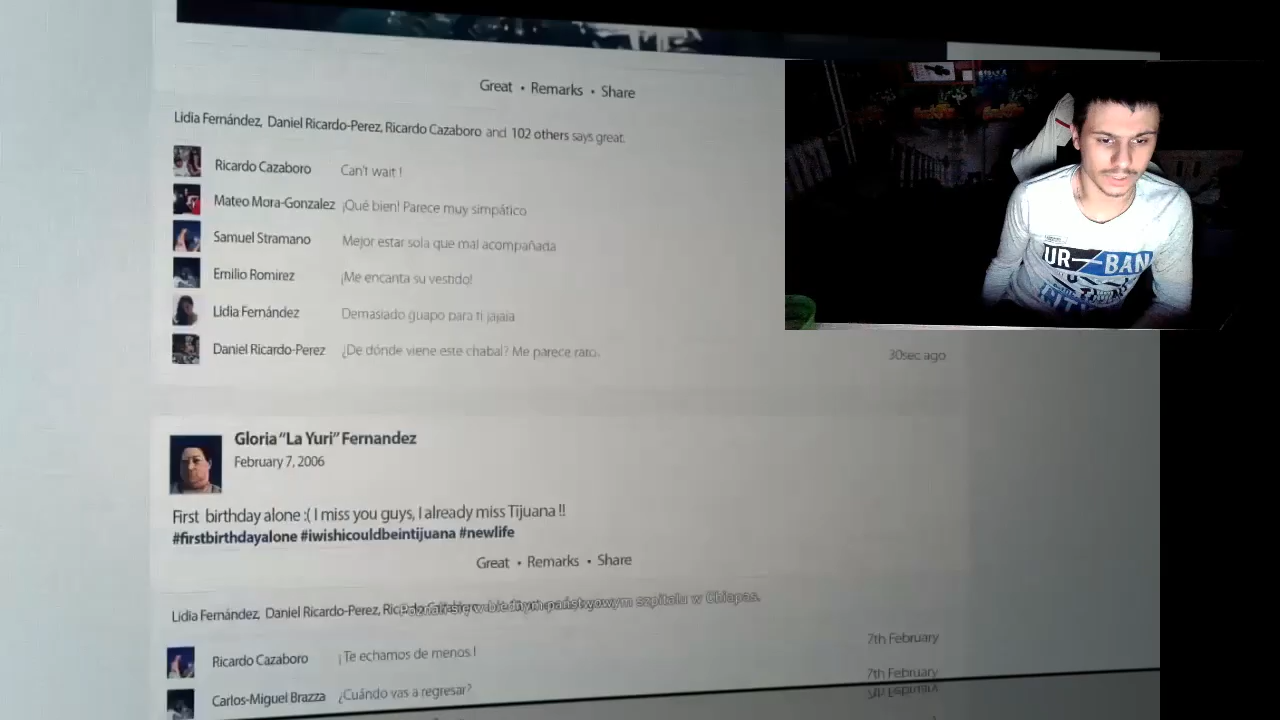 Great • Remarks • Share
Lidia Fernández, Daniel Ricardo-Perez, Ricardo Cazaboro and 102 others says great.
Ricardo Cazaboro Can't wait !
Mateo Mora-Gonzalez ¡Qué bien! Parece muy simpático
Samuel Stramano Mejor estar sola que mal acompañada
Emilio Romirez ¡Me encanta su vestido!
Lidia Fernández Demasiado guapo para ti jajaia
Daniel Ricardo-Perez ¿De dónde viene este chabal? Me parece raro.
30sec ago
UR—BAN
Gloria "La Yuri" Fernandez
February 7, 2006
First birthday alone :( I miss you guys, I already miss Tijuana !!
#firstbirthdayalone #iwishicouldbeintijuana #newlife
Great • Remarks • Share
Lidia Fernández, Daniel Ricardo-Perez,
państwowym szpitalu w Chiapas.
7th February
Ricardo Cazaboro ¡Te echamos de menos!
7th February
Carlos-Miguel Brazza ¿Cuándo vas a regresar?